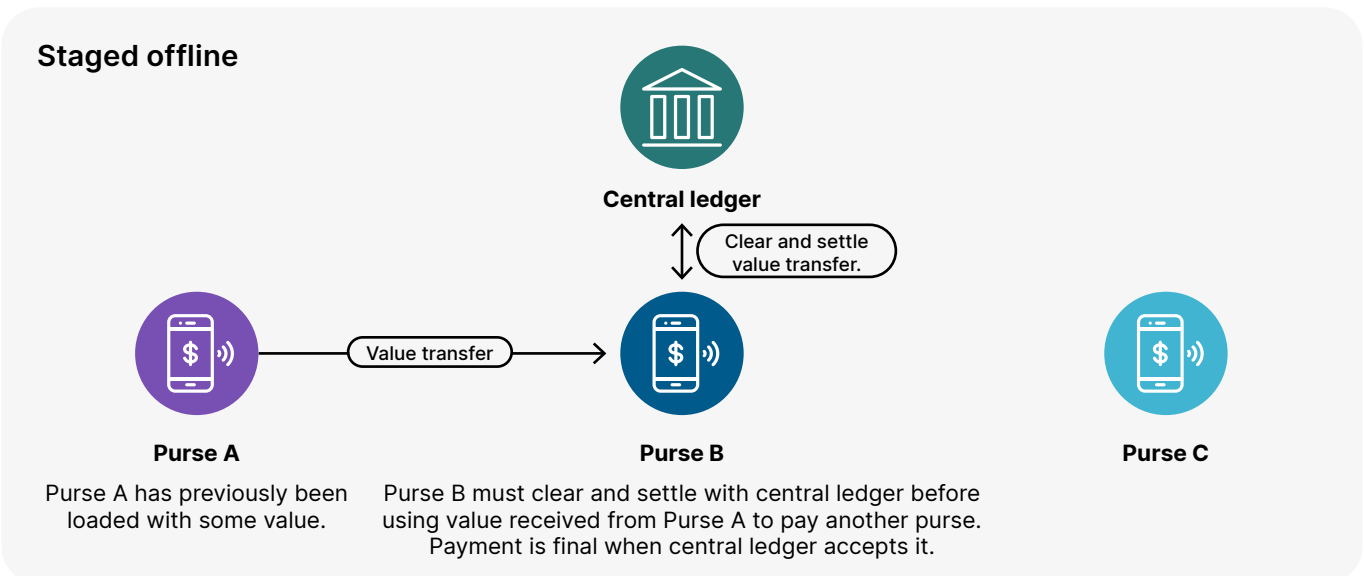 Staged offline
Central ledger
Clear and settle
value transfer.
$
Value transfer
$
$
Purse A
Purse B
Purse C
Purse A has previously been
loaded with some value.
Purse B must clear and settle with central ledger before
using value received from Purse A to pay another purse.
Payment is final when central ledger accepts it.